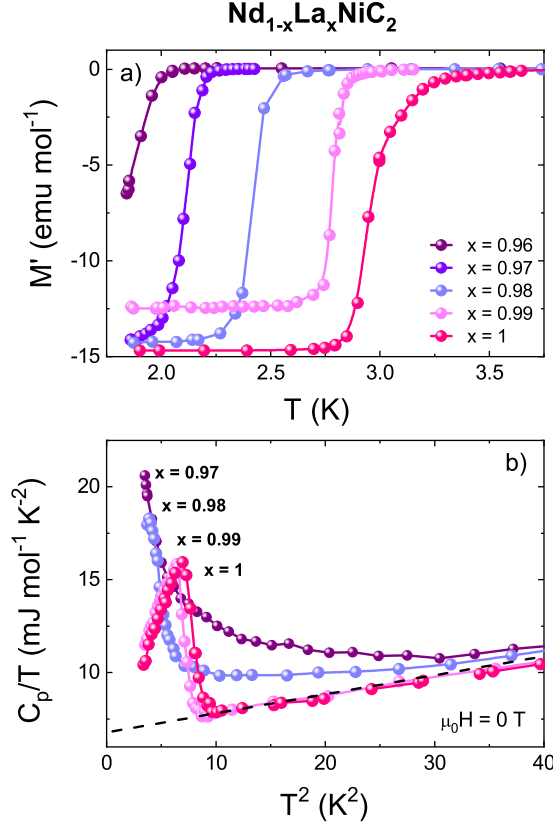 Nd₁₋ₓLaₓNiC₂
a)
0
-5
-10
-15
M' (emu mol⁻¹)
x = 0.96
x = 0.97
x = 0.98
x = 0.99
x = 1
2.0 2.5 3.0 3.5
T (K)
b)
20
15
10
Cₚ/T (mJ mol⁻¹ K⁻²)
x = 0.97
x = 0.98
x = 0.99
x = 1
μ₀H = 0 T
0 10 20 30 40
T² (K²)